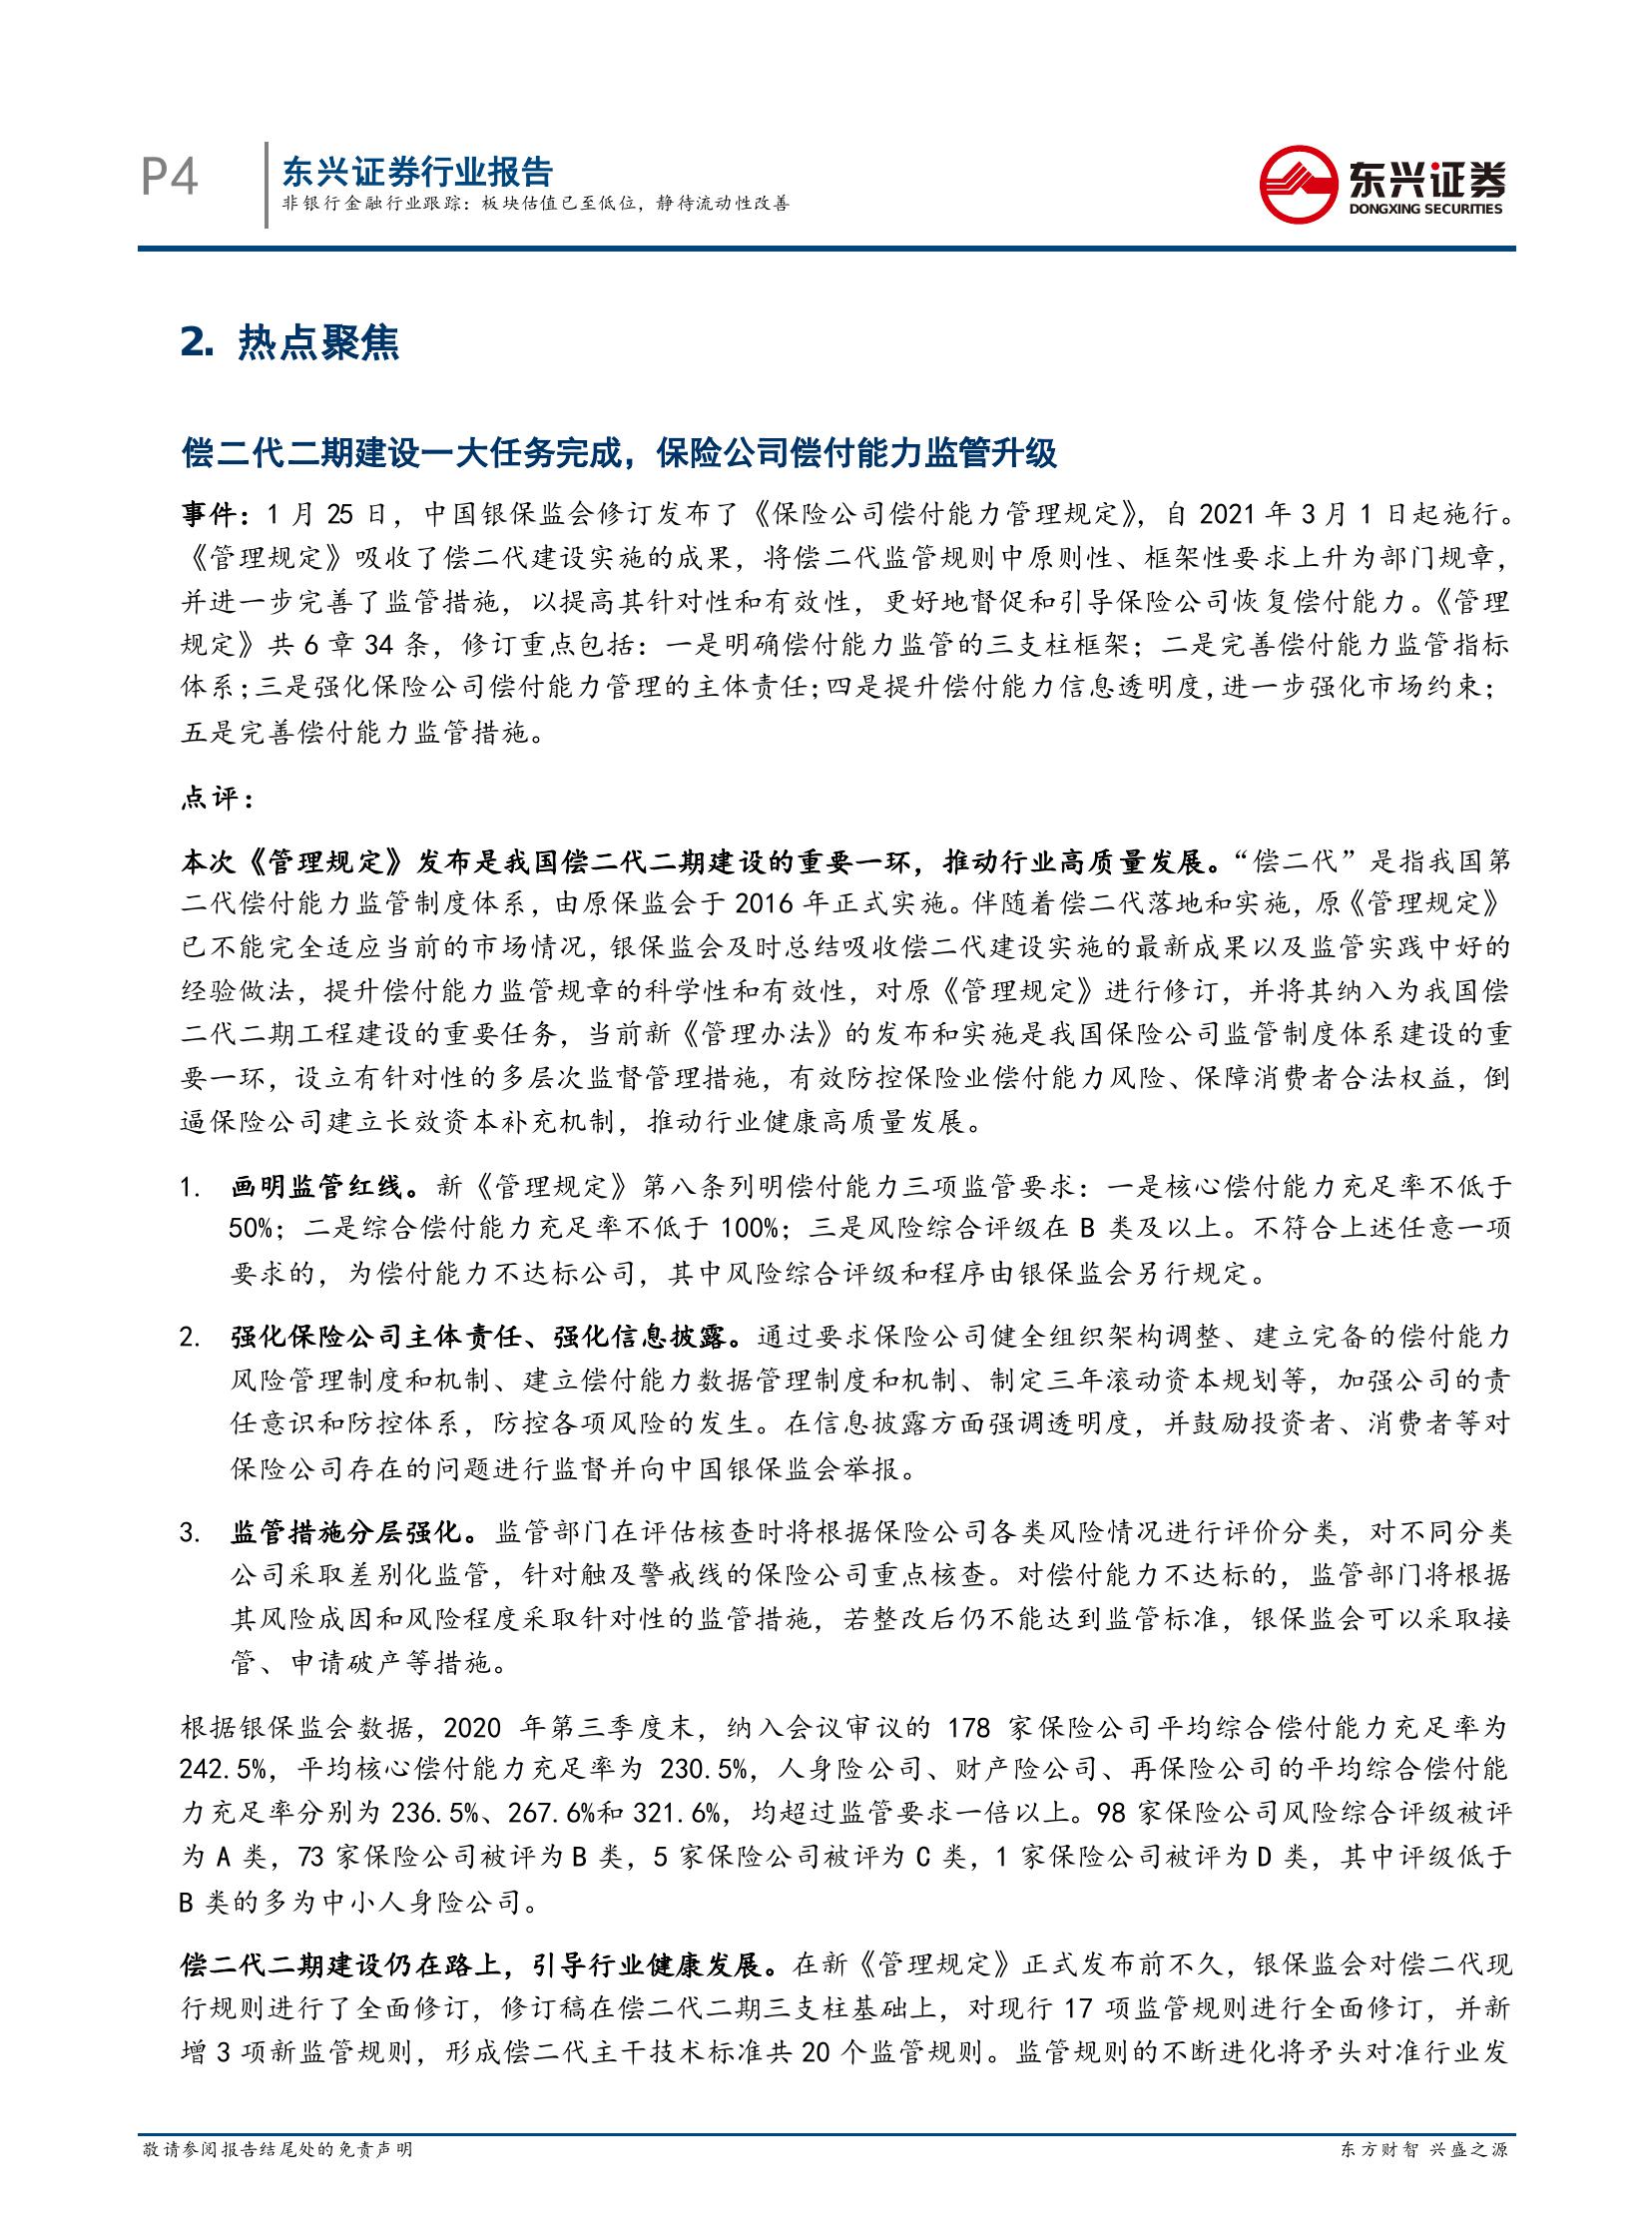 P4
东兴证券行业报告
非银行金融行业跟踪：板块估值已至低位，静待流动性改善
东兴证券
DONGXING SECURITIES
2. 热点聚焦
偿二代二期建设一大任务完成，保险公司偿付能力监管升级
事件：1 月 25 日，中国银保监会修订发布了《保险公司偿付能力管理规定》，自 2021 年 3 月 1 日起施行。
《管理规定》吸收了偿二代建设实施的成果，将偿二代监管规则中原则性、框架性要求上升为部门规章，
并进一步完善了监管措施，以提高其针对性和有效性，更好地督促和引导保险公司恢复偿付能力。《管理
规定》共 6 章 34 条，修订重点包括：一是明确偿付能力监管的三支柱框架；二是完善偿付能力监管指标
体系；三是强化保险公司偿付能力管理的主体责任；四是提升偿付能力信息透明度，进一步强化市场约束；
五是完善偿付能力监管措施。
点评：
本次《管理规定》发布是我国偿二代二期建设的重要一环，推动行业高质量发展。“偿二代”是指我国第
二代偿付能力监管制度体系，由原保监会于 2016 年正式实施。伴随着偿二代落地和实施，原《管理规定》
已不能完全适应当前的市场情况，银保监会及时总结吸收偿二代建设实施的最新成果以及监管实践中好的
经验做法，提升偿付能力监管规章的科学性和有效性，对原《管理规定》进行修订，并将其纳入为我国偿
二代二期工程建设的重要任务，当前新《管理办法》的发布和实施是我国保险公司监管制度体系建设的重
要一环，设立有针对性的多层次监督管理措施，有效防控保险业偿付能力风险、保障消费者合法权益，倒
逼保险公司建立长效资本补充机制，推动行业健康高质量发展。
1. 画明监管红线。新《管理规定》第八条列明偿付能力三项监管要求：一是核心偿付能力充足率不低于
50%；二是综合偿付能力充足率不低于 100%；三是风险综合评级在 B 类及以上。不符合上述任意一项
要求的，为偿付能力不达标公司，其中风险综合评级和程序由银保监会另行规定。
2. 强化保险公司主体责任、强化信息披露。通过要求保险公司健全组织架构调整、建立完备的偿付能力
风险管理制度和机制、建立偿付能力数据管理制度和机制、制定三年滚动资本规划等，加强公司的责
任意识和防控体系，防控各项风险的发生。在信息披露方面强调透明度，并鼓励投资者、消费者等对
保险公司存在的问题进行监督并向中国银保监会举报。
3. 监管措施分层强化。监管部门在评估核查时将根据保险公司各类风险情况进行评价分类，对不同分类
公司采取差别化监管，针对触及警戒线的保险公司重点核查。对偿付能力不达标的，监管部门将根据
其风险成因和风险程度采取针对性的监管措施，若整改后仍不能达到监管标准，银保监会可以采取接
管、申请破产等措施。
根据银保监会数据，2020 年第三季度末，纳入会议审议的 178 家保险公司平均综合偿付能力充足率为
242.5%，平均核心偿付能力充足率为 230.5%，人身险公司、财产险公司、再保险公司的平均综合偿付能
力充足率分别为 236.5%、267.6%和 321.6%，均超过监管要求一倍以上。98 家保险公司风险综合评级被评
为 A 类，73 家保险公司被评为 B 类，5 家保险公司被评为 C 类，1 家保险公司被评为 D 类，其中评级低于
B 类的多为中小人身险公司。
偿二代二期建设仍在路上，引导行业健康发展。在新《管理规定》正式发布前不久，银保监会对偿二代现
行规则进行了全面修订，修订稿在偿二代二期三支柱基础上，对现行 17 项监管规则进行全面修订，并新
增 3 项新监管规则，形成偿二代主干技术标准共 20 个监管规则。监管规则的不断进化将矛头对准行业发
敬请参阅报告结尾处的免责声明
东方财智 兴盛之源